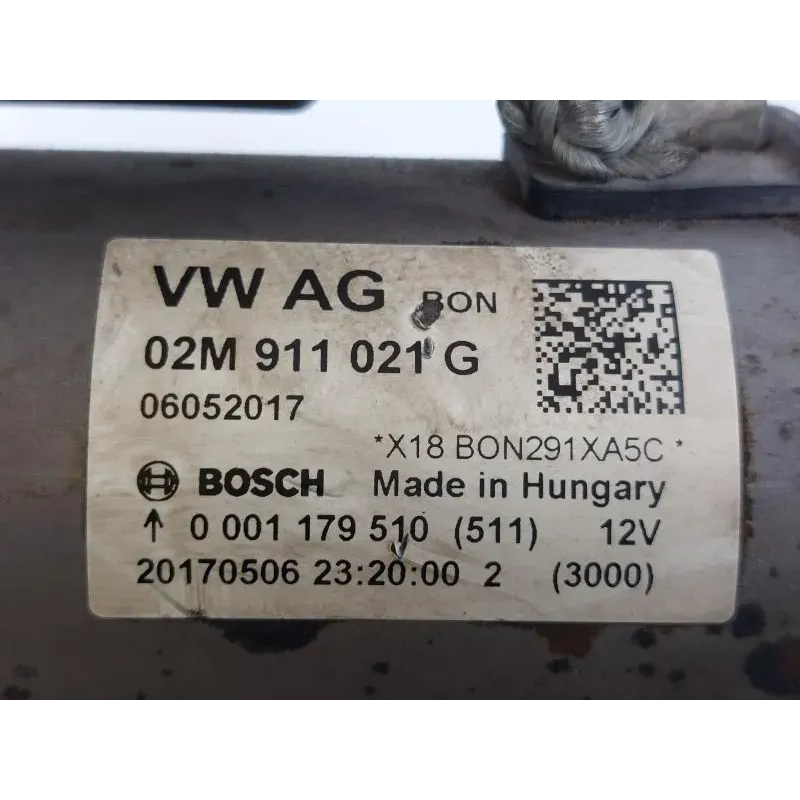 VW AG BON
02M 911 021 G
06052017
*X18 BON291XA5C *
BOSCH Made in Hungary
↑ 0 001 179 510 (511) 12V
20170506 23:20:00 2 (3000)